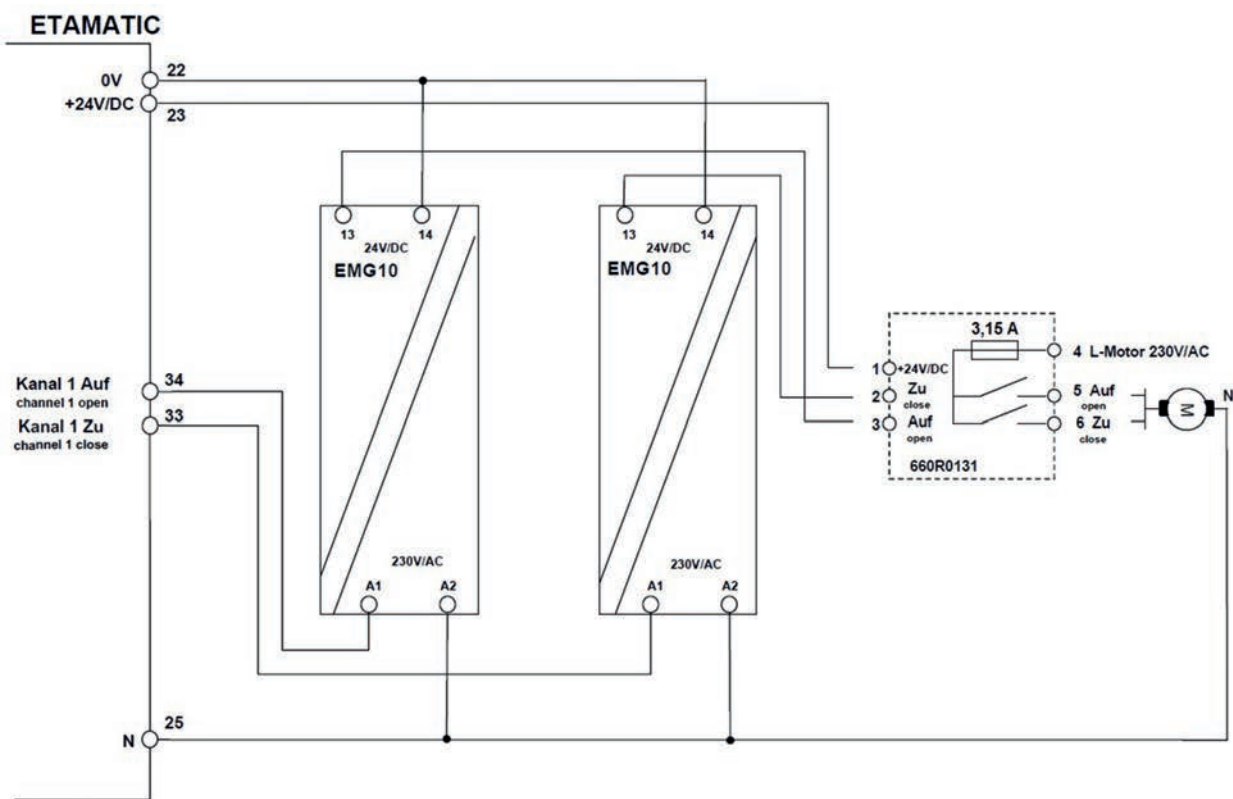 ETAMATIC
0V
22
+24V/DC
23
13
14
24V/DC
EMG10
13
14
24V/DC
EMG10
3,15 A
4 L-Motor 230V/AC
1
+24V/DC
2
Zu
close
3
Auf
open
5 Auf
open
6 Zu
close
M
N
660R0131
Kanal 1 Auf
channel 1 open
34
Kanal 1 Zu
channel 1 close
33
230V/AC
A1
A2
230V/AC
A1
A2
N
25